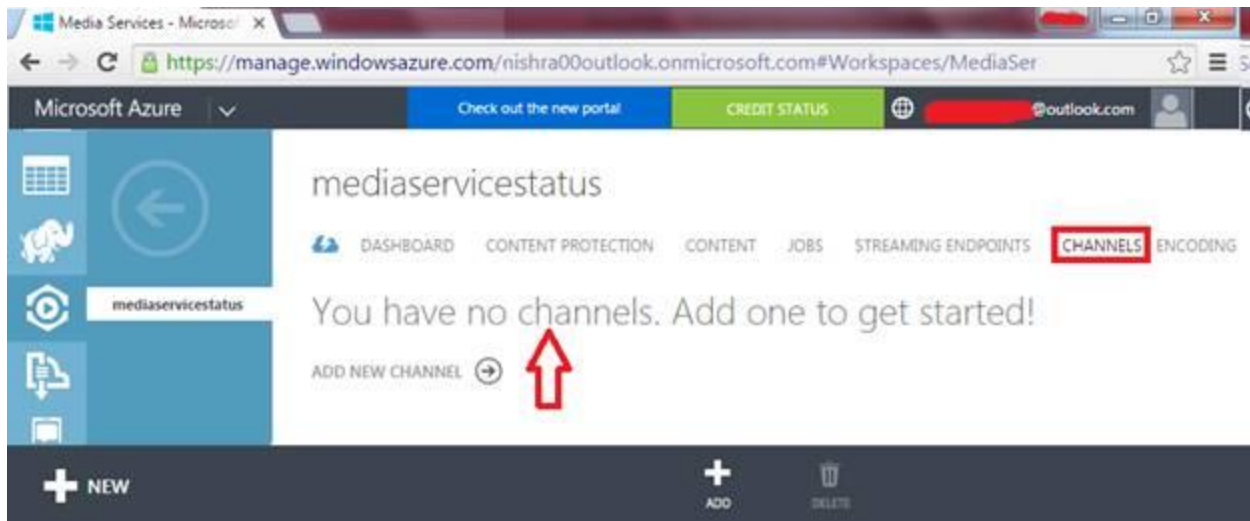 Media Services - Microsof
https://manage.windowsazure.com/nishra00outlook.onmicrosoft.com#Workspaces/MediaSer
Microsoft Azure
Check out the new portal
CREDIT STATUS
@outlook.com
mediaservicestatus
DASHBOARD CONTENT PROTECTION CONTENT JOBS STREAMING ENDPOINTS CHANNELS ENCODING
mediaservicestatus
You have no channels. Add one to get started!
ADD NEW CHANNEL
NEW
ADD
DELETE